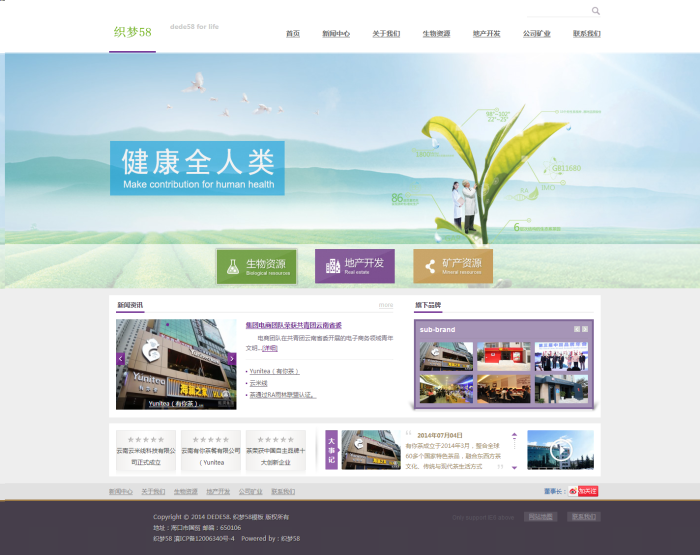 织梦58
dede58 for life
首页
新闻中心
关于我们
生物资源
地产开发
公司矿业
联系我们
健康全人类
Make contribution for human health
GB11680
86
6
生物资源
Biological resources
地产开发
Real estate
矿产资源
Mineral resources
新闻资讯
more
集团电商团队荣获共青团云南省委
电商团队在共青团云南省委开展的电子商务领域青年
文明...[详细]
Yunitea（有你茶）
• Yunitea（有你茶）
• 云米线
• 茶通过RA雨林联盟认证。
旗下品牌
sub-brand
云南云米线科技有限公
司正式成立
云南有你茶客有限公司
（Yunitea
茶荣获中国自主品牌十
大创新企业
大事记
2014年07月04日
有你茶成立于2014年3月，整合全球
60多个国家特色茶品，融合东西方茶
文化、传统与现代茶生活方式
新闻中心
关于我们
生物资源
地产开发
公司矿业
联系我们
董事长：
加关注
Copyright © 2014 DEDE58. 织梦58模板 版权所有
地址：海口市国贸 邮编：650106
织梦58 滇ICP备12006340号-4 Powered by：织梦58
网站地图
联系我们